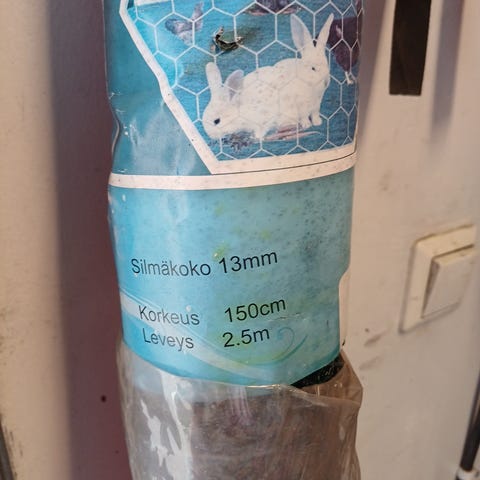 Silmäkoko 13mm
Korkeus 150cm
Leveys 2.5m